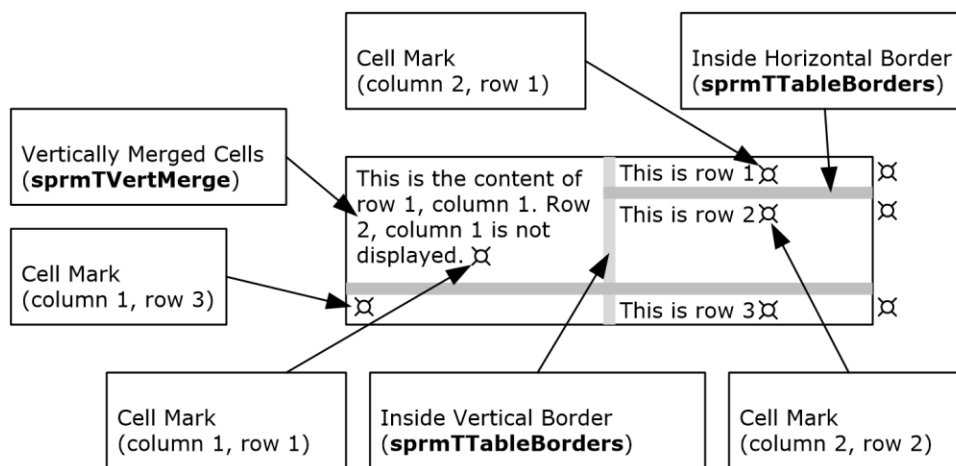 Cell Mark
(column 2, row 1)
Inside Horizontal Border
(sprmTTableBorders)
Vertically Merged Cells
(sprmTVertMerge)
This is the content of
row 1, column 1. Row
2, column 1 is not
displayed.
This is row 1
This is row 2
This is row 3
Cell Mark
(column 1, row 3)
Cell Mark
(column 1, row 1)
Inside Vertical Border
(sprmTTableBorders)
Cell Mark
(column 2, row 2)